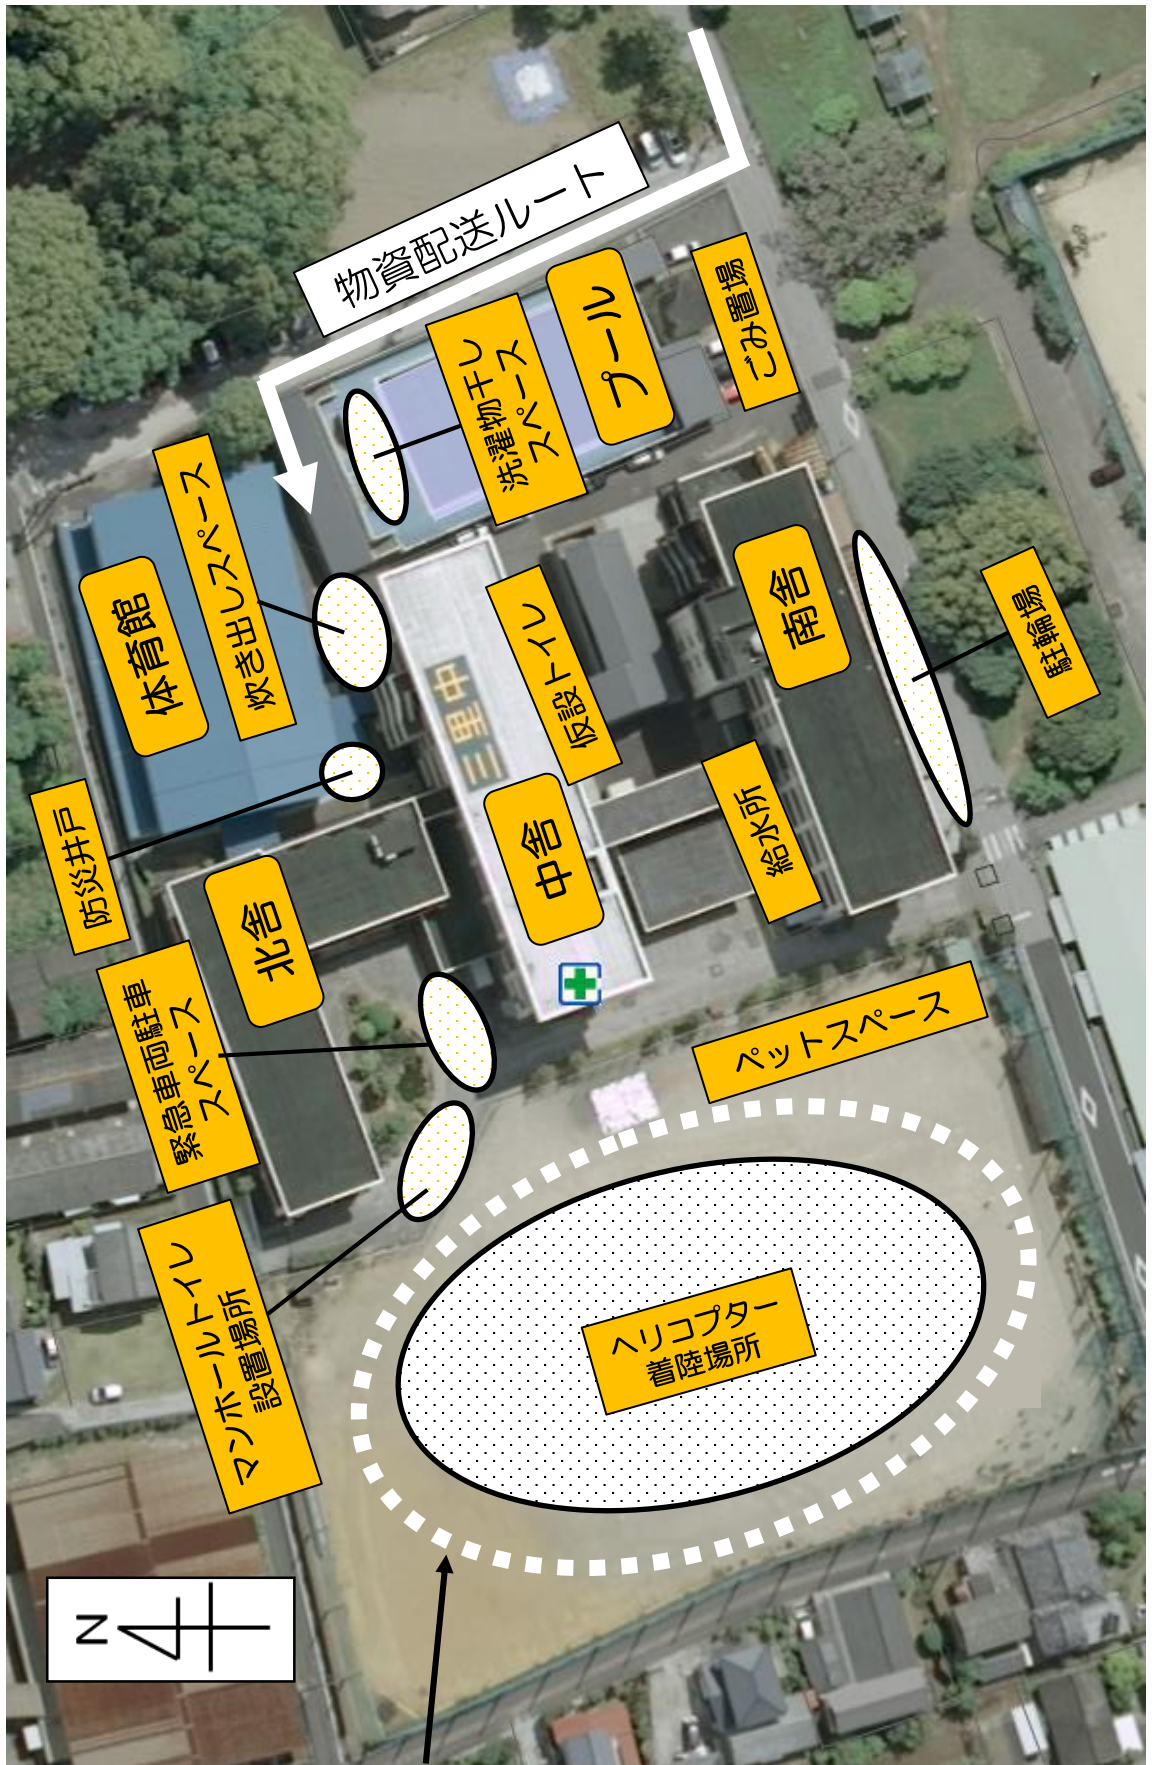 物資配送ルート
プール
ごみ置場
洗濯物干し
スペース
炊き出しスペース
体育館
南舎
駐輪場
仮設トイレ
三里中
中舎
給水所
防災井戸
北舎
緊急車両駐車
スペース
ペットスペース
マンホールトイレ
設置場所
ヘリコプター
着陸場所
N